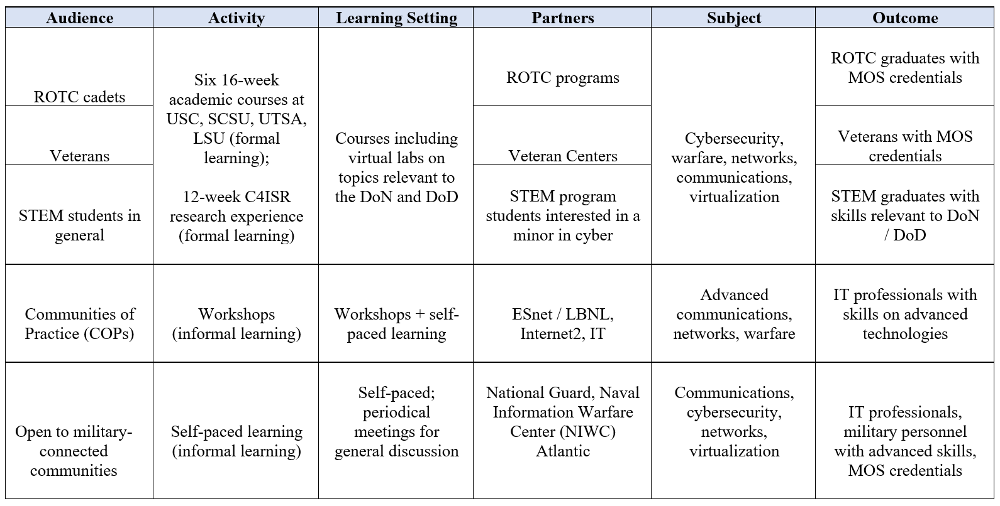 Audience
Activity
Learning Setting
Partners
Subject
Outcome
ROTC cadets
Six 16-week
academic courses at
USC, SCSU, UTSA,
LSU (formal
learning);
12-week C4ISR
research experience
(formal learning)
Courses including
virtual labs on
topics relevant to
the DoN and DoD
ROTC programs
Cybersecurity,
warfare, networks,
communications,
virtualization
ROTC graduates with
MOS credentials
Veterans
Veteran Centers
Veterans with MOS
credentials
STEM students in
general
STEM program
students interested in a
minor in cyber
STEM graduates with
skills relevant to DoN
/ DoD
Communities of
Practice (COPs)
Workshops
(informal learning)
Workshops + self-
paced learning
ESnet / LBNL,
Internet2, IT
Advanced
communications,
networks, warfare
IT professionals with
skills on advanced
technologies
Open to military-
connected
communities
Self-paced learning
(informal learning)
Self-paced;
periodical
meetings for
general discussion
National Guard, Naval
Information Warfare
Center (NIWC)
Atlantic
Communications,
cybersecurity,
networks,
virtualization
IT professionals,
military personnel
with advanced skills,
MOS credentials